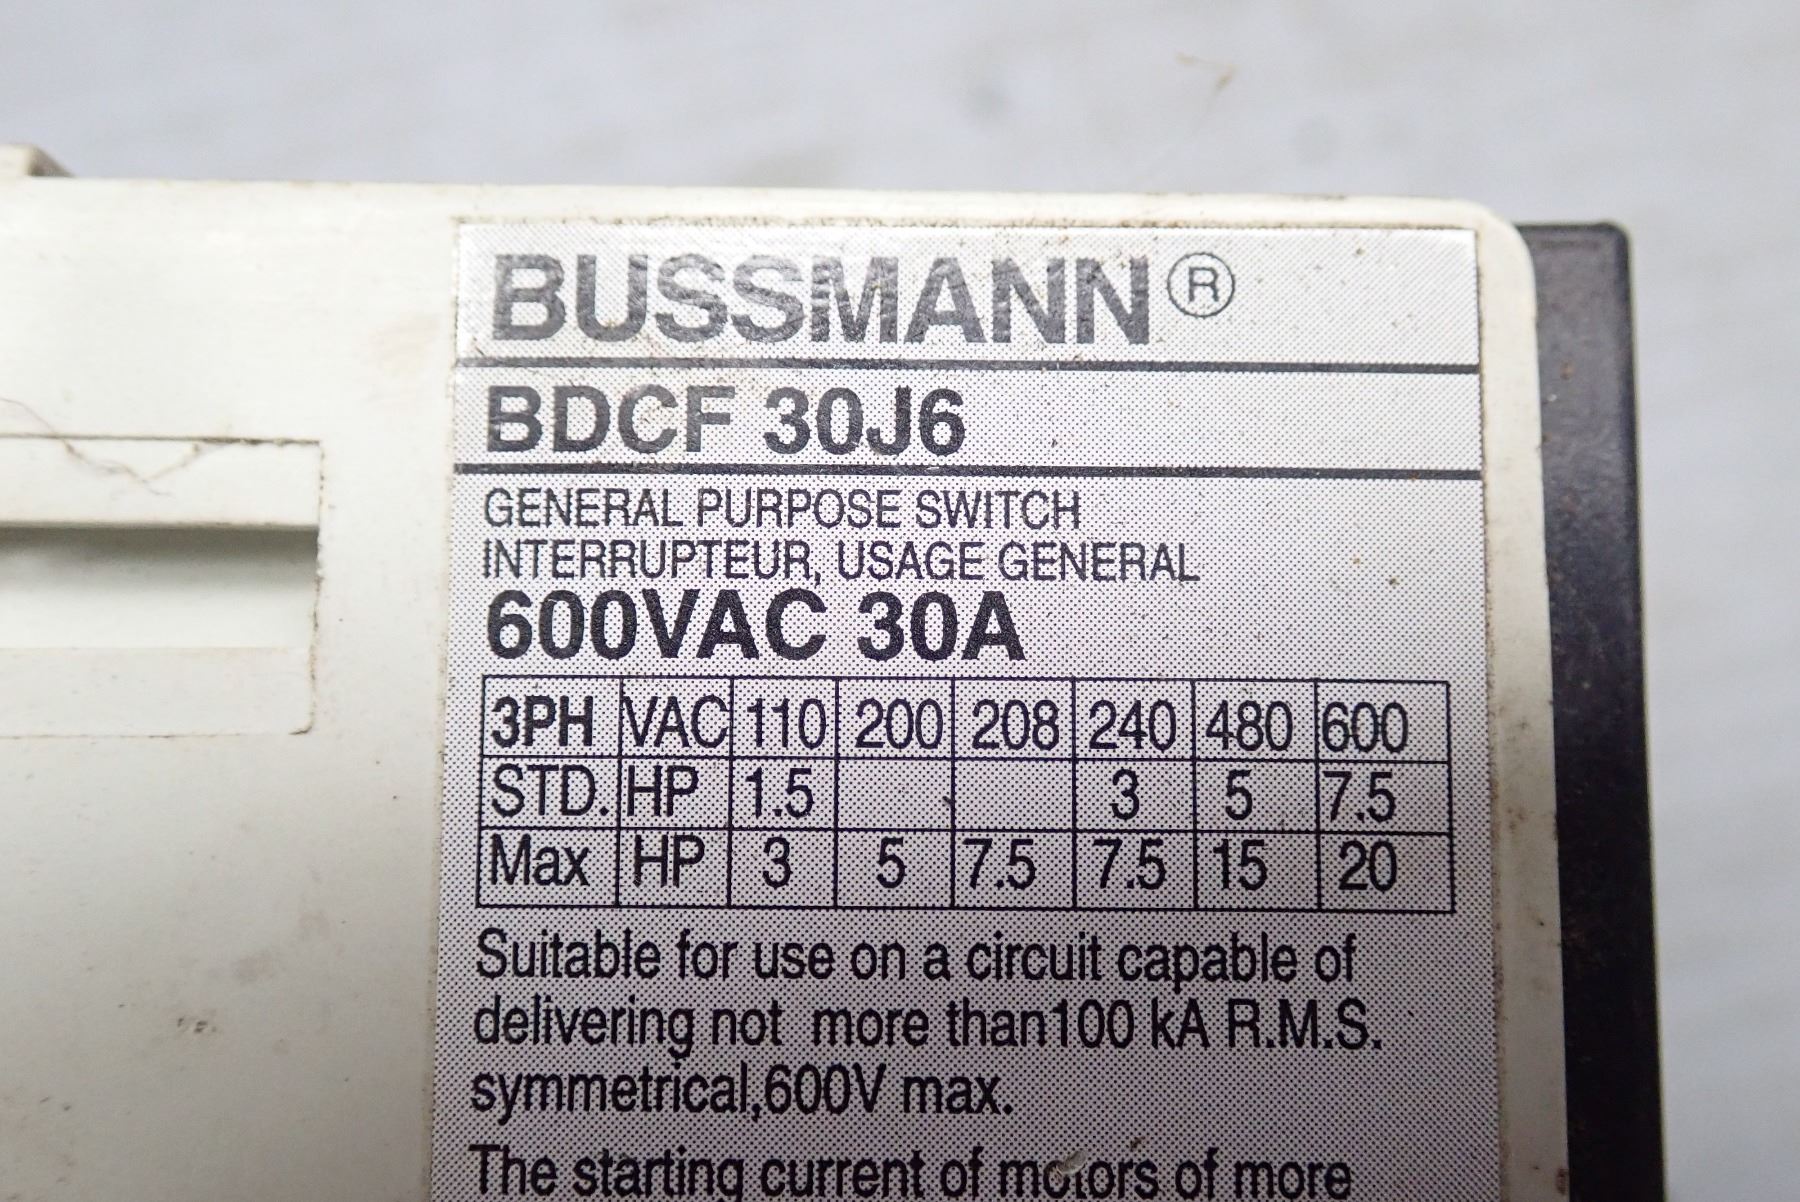 BUSSMANN®
BDCF 30J6
GENERAL PURPOSE SWITCH
INTERRUPTEUR, USAGE GENERAL
600VAC 30A
3PH VAC 110 200 208 240 480 600
STD. HP 1.5 3 5 7.5
Max HP 3 5 7.5 7.5 15 20
Suitable for use on a circuit capable of
delivering not more than100 kA R.M.S.
symmetrical,600V max.
The starting current of motors of more